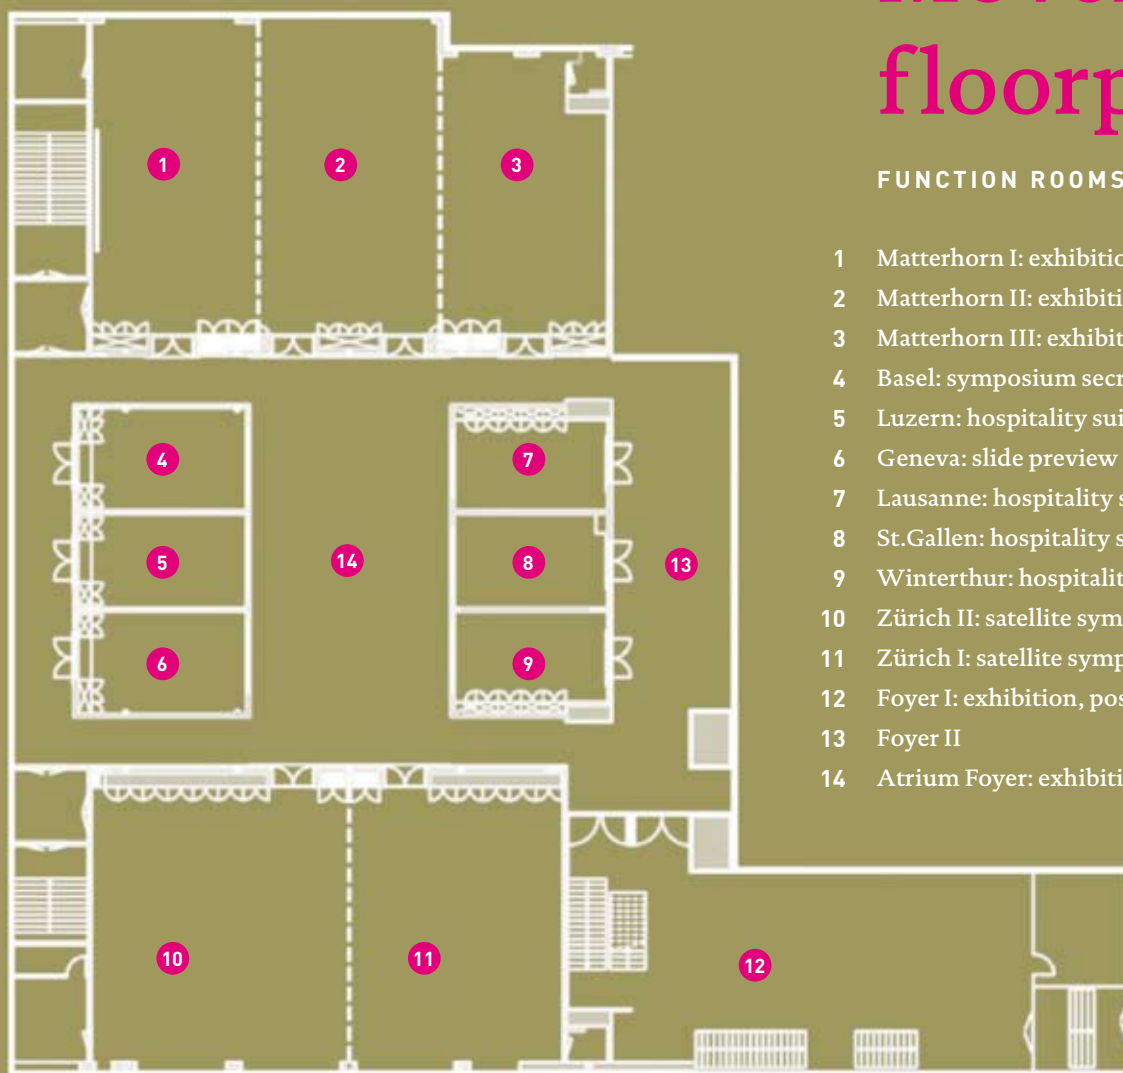 floorp
FUNCTION ROOMS
1 Matterhorn I: exhibitio
2 Matterhorn II: exhibiti
3 Matterhorn III: exhibit
4 Basel: symposium secr
5 Luzern: hospitality sui
6 Geneva: slide preview
7 Lausanne: hospitality s
8 St.Gallen: hospitality s
9 Winterthur: hospitalit
10 Zürich II: satellite sym
11 Zürich I: satellite symp
12 Foyer I: exhibition, pos
13 Foyer II
14 Atrium Foyer: exhibiti
1
2
3
4
7
5
14
8
13
6
9
10
11
12